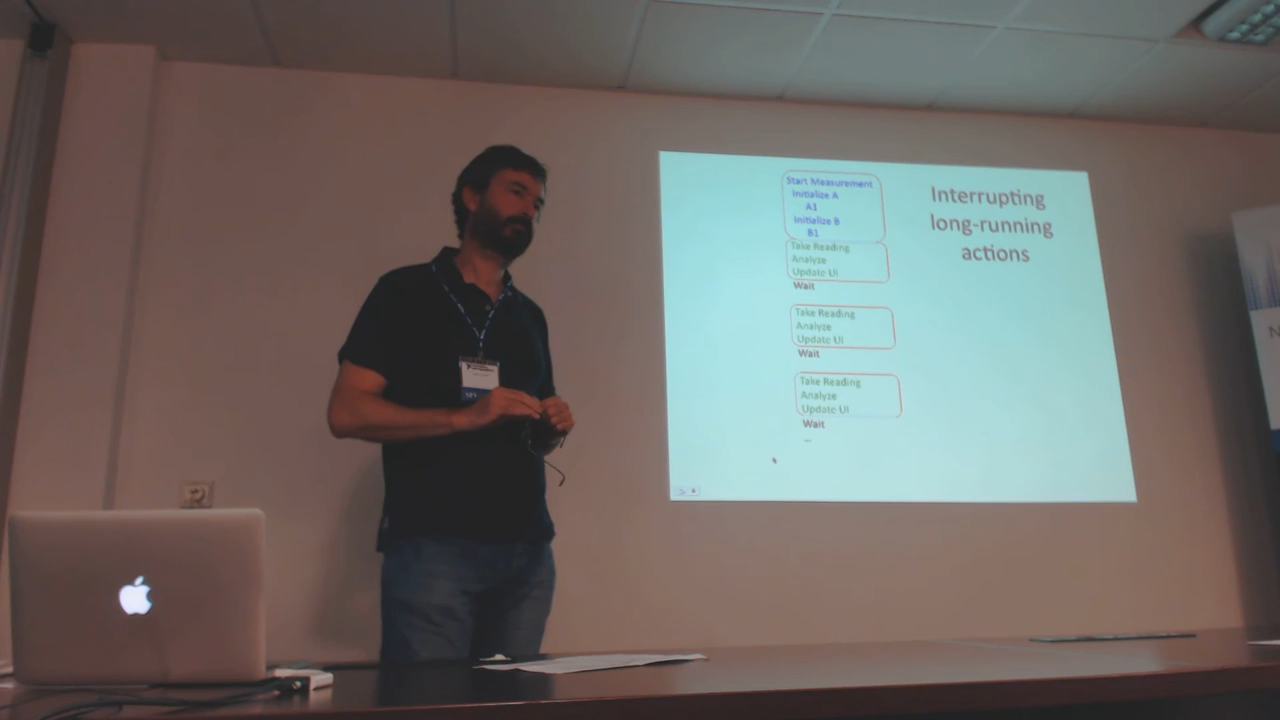 Start Measurement
Initialize A
A1
Initialize B
B1
Take Reading
Analyze
Update UI
Wait
Take Reading
Analyze
Update UI
Wait
Take Reading
Analyze
Update UI
Wait
...
Interrupting
long-running
actions